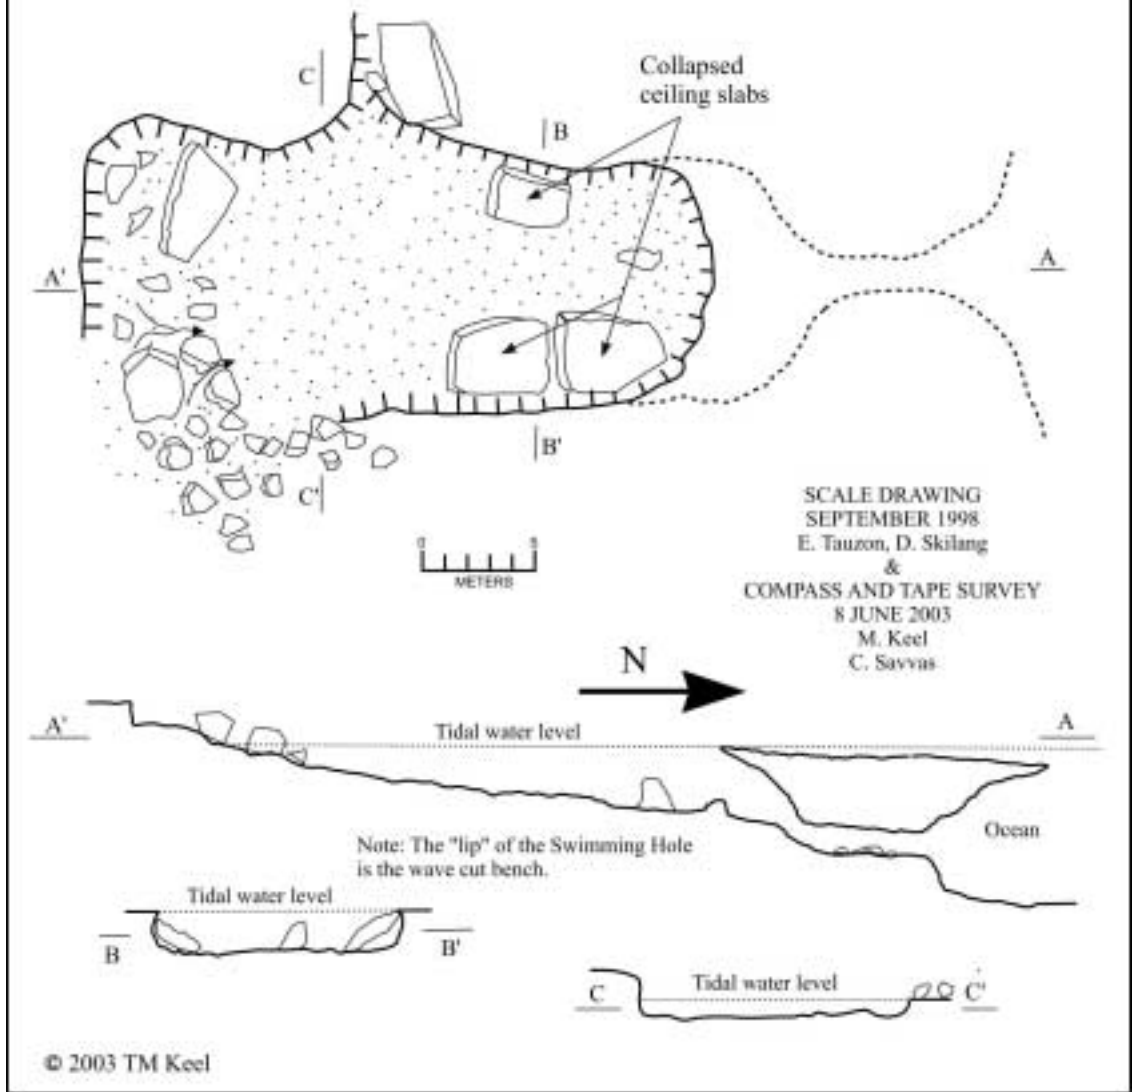 Collapsed
ceiling slabs
C
B
A'
A
B'
C'
0 5
METERS
SCALE DRAWING
SEPTEMBER 1998
E. Tauzon, D. Skilang
&
COMPASS AND TAPE SURVEY
8 JUNE 2003
M. Keel
C. Savvas
N
A'
Tidal water level
A
Ocean
Note: The "lip" of the Swimming Hole
is the wave cut bench.
Tidal water level
B
B'
Tidal water level
C
C'
© 2003 TM Keel